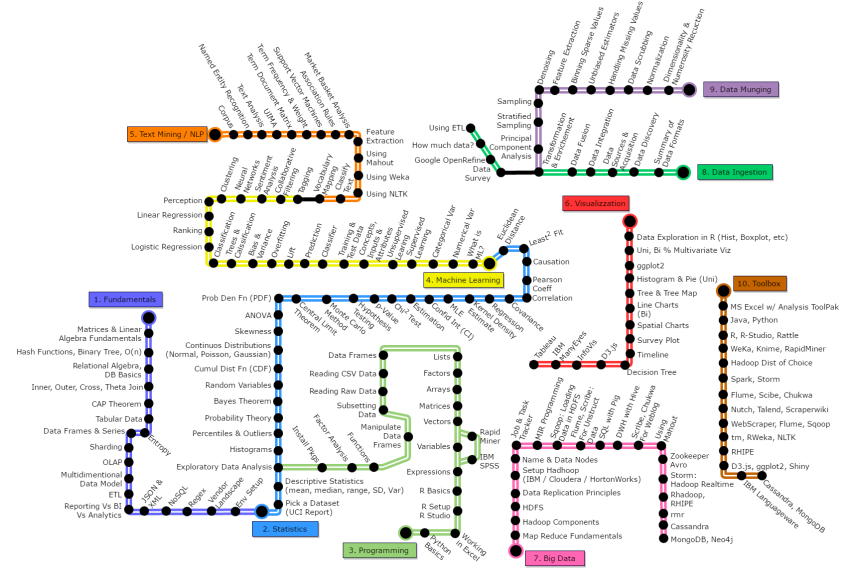 1. Fundamentals
Matrices & Linear
Algebra Fundamentals
Hash Functions, Binary Tree, O(n)
Relational Algebra,
DB Basics
Inner, Outer, Cross, Theta Join
CAP Theorem
Tabular Data
Entropy
Data Frames & Series
Sharding
OLAP
Multidimentional
Data Model
ETL
Reporting Vs BI
Vs Analytics
JSON &
XML
NoSQL
Regex
Vendor
Landscape
Env Setup
2. Statistics
Pick a Dataset
(UCI Report)
Descriptive Statistics
(mean, median, range, SD, Var)
Exploratory Data Analysis
Histograms
Percentiles & Outliers
Probability Theory
Bayes Theorem
Random Variables
Cumul Dist Fn (CDF)
Continuos Distributions
(Normal, Poisson, Gaussian)
Skewness
ANOVA
Prob Den Fn (PDF)
Central Limit
Theorem
Monte Carlo
Method
Hypothesis
Testing
p-Value
Chi² Test
Estimation
Confid Int (CI)
MLE
Kernel Density
Estimate
Regression
Covariance
Correlation
Pearson
Coeff
Causation
Least² Fit
Euclidean
Distance
3. Programming
Python
Basics
Working
in Excel
R Setup
R Studio
R Basics
Expressions
IBM
SPSS
Rapid
Miner
Variables
Vectors
Matrices
Arrays
Factors
Lists
Data Frames
Reading CSV Data
Reading Raw Data
Subsetting
Data
Manipulate
Data
Frames
Functions
Factor Analysis
Install Pkgs
4. Machine Learning
What is
ML?
Numerical Var
Categorical Var
Supervised
Learning
Unsupervised
Learing
Concepts,
Inputs &
Attributes
Training &
Test Data
Classifier
Prediction
Lift
Overfitting
Bias &
Variance
Trees
Classification
Classification
Logistic Regression
Ranking
Linear Regression
Perception
Clustering
Neural
Networks
Sentiment
Analysis
Collaborative
Filtering
Tagging
Vocabulary
Mapping
Classify
Text
5. Text Mining / NLP
Corpus
Named Entity Recognition
Text Analysis
UIMA
Term Document Matrix
Term Frequency & Weight
Support Vector Machines
Association Rules
Market Basket Analysis
Feature
Extraction
Using
Mahout
Using Weka
Using NLTK
6. Visualizzation
Data Exploration in R (Hist, Boxplot, etc)
Uni, Bi % Multivariate Viz
ggplot2
Histogram & Pie (Uni)
Tree & Tree Map
Line Charts
(Bi)
Spatial Charts
Survey Plot
Timeline
Decision Tree
D3.js
InfoVis
ManyEyes
IBM
Tableau
7. Big Data
Map Reduce Fundamentals
Hadoop Components
HDFS
Data Replication Principles
Setup Hadhoop
(IBM / Cloudera / HortonWorks)
Name & Data Nodes
Job & Task
Tracker
MIR Programming
Sqoop: Loading
Data in HDFS
Flume, Scribe:
For Unstruct
Data
SQL with Pig
DWH with Hive
Scribe, Chukwa
For Weblog
Using
Mahout
Zookeeper
Avro
Storm:
Hadoop Realtime
Rhadoop,
RHIPE
rmr
Cassandra
MongoDB, Neo4j
8. Data Ingestion
Summary of
Data Formats
Data Discovery
Data
Sources &
Acquisition
Data Integration
Data Fusion
Transformation
& Enrichement
Data
Survey
Google OpenRefine
How much data?
Using ETL
9. Data Munging
Dimensionality &
Numerosity Recuction
Normalization
Data Scrubbing
Handling Missing Values
Unbiased Estimators
Binning Sparse Values
Feature Extraction
Denoising
Sampling
Stratified
Sampling
Principal
Component
Analysis
10. Toolbox
MS Excel w/ Analysis ToolPak
Java, Python
R, R-Studio, Rattle
WeKa, Knime, RapidMiner
Hadoop Dist of Choice
Spark, Storm
Flume, Scibe, Chukwa
Nutch, Talend, Scraperwiki
WebScraper, Flume, Sqoop
tm, RWeka, NLTK
RHIPE
D3.js, ggplot2, Shiny
IBM Languageware
Cassandra, MongoDB